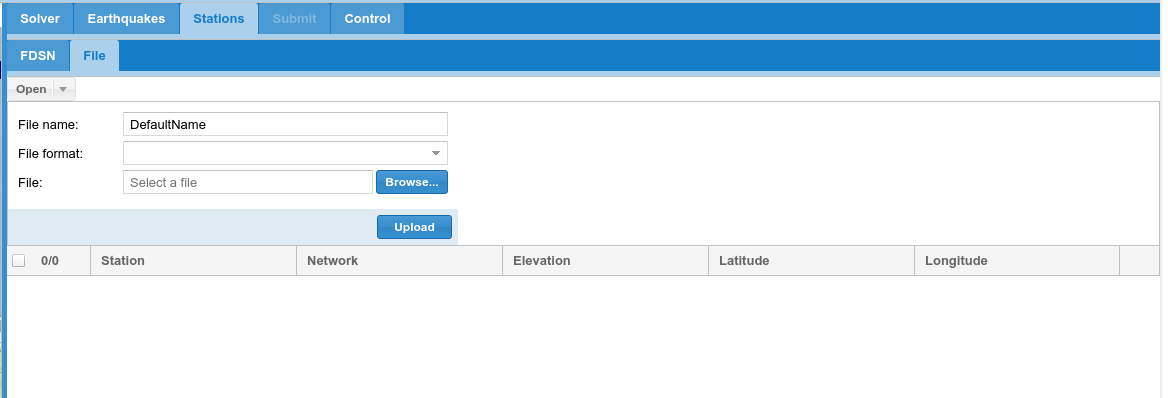 Solver Earthquakes Stations Submit Control
FDSN File
Open
File name: DefaultName
File format:
File: Select a file Browse...
Upload
0/0 Station Network Elevation Latitude Longitude